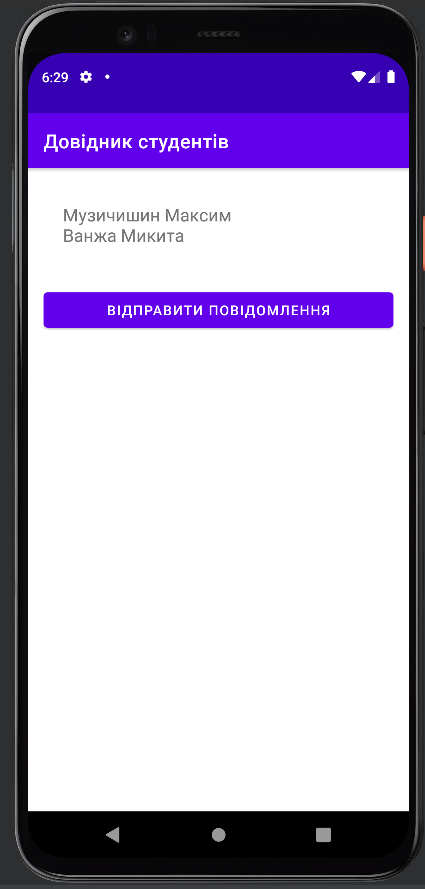 6:29
Довідник студентів
Музичишин Максим
Ванжа Микита
ВІДПРАВИТИ ПОВІДОМЛЕННЯ